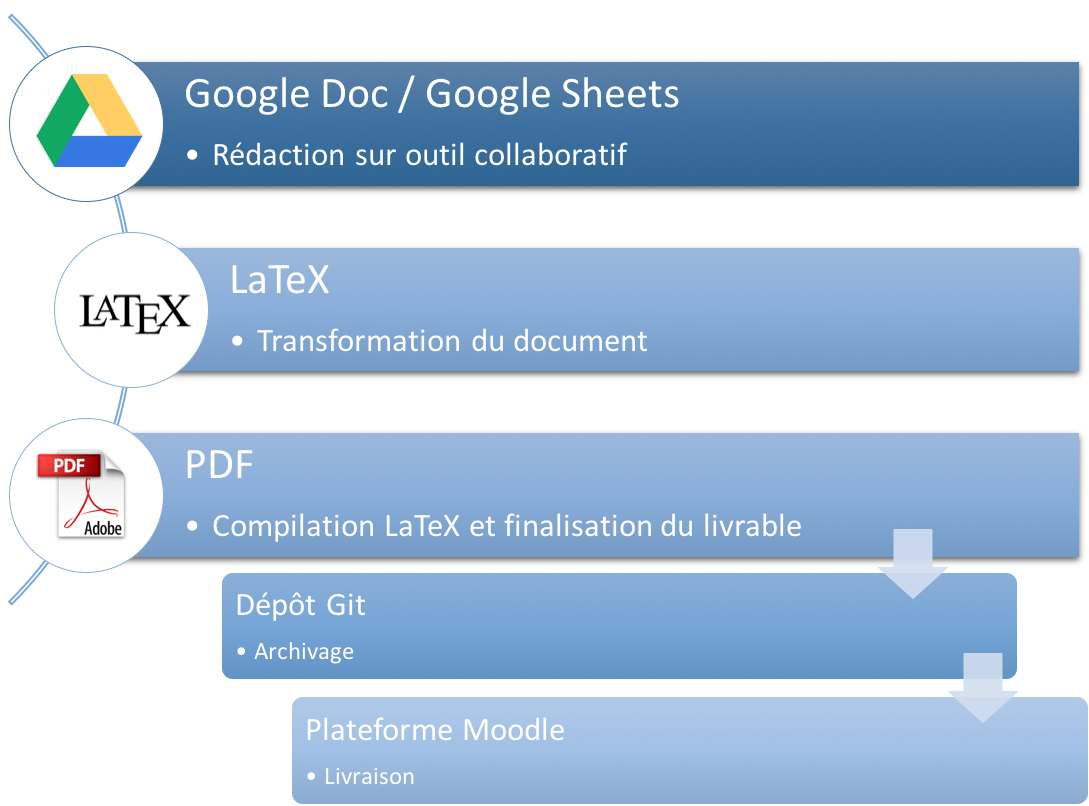 Google Doc / Google Sheets
• Rédaction sur outil collaboratif
LaTeX
LATEX
• Transformation du document
PDF
PDF
Adobe
• Compilation LaTeX et finalisation du livrable
Dépôt Git
• Archivage
Plateforme Moodle
• Livraison